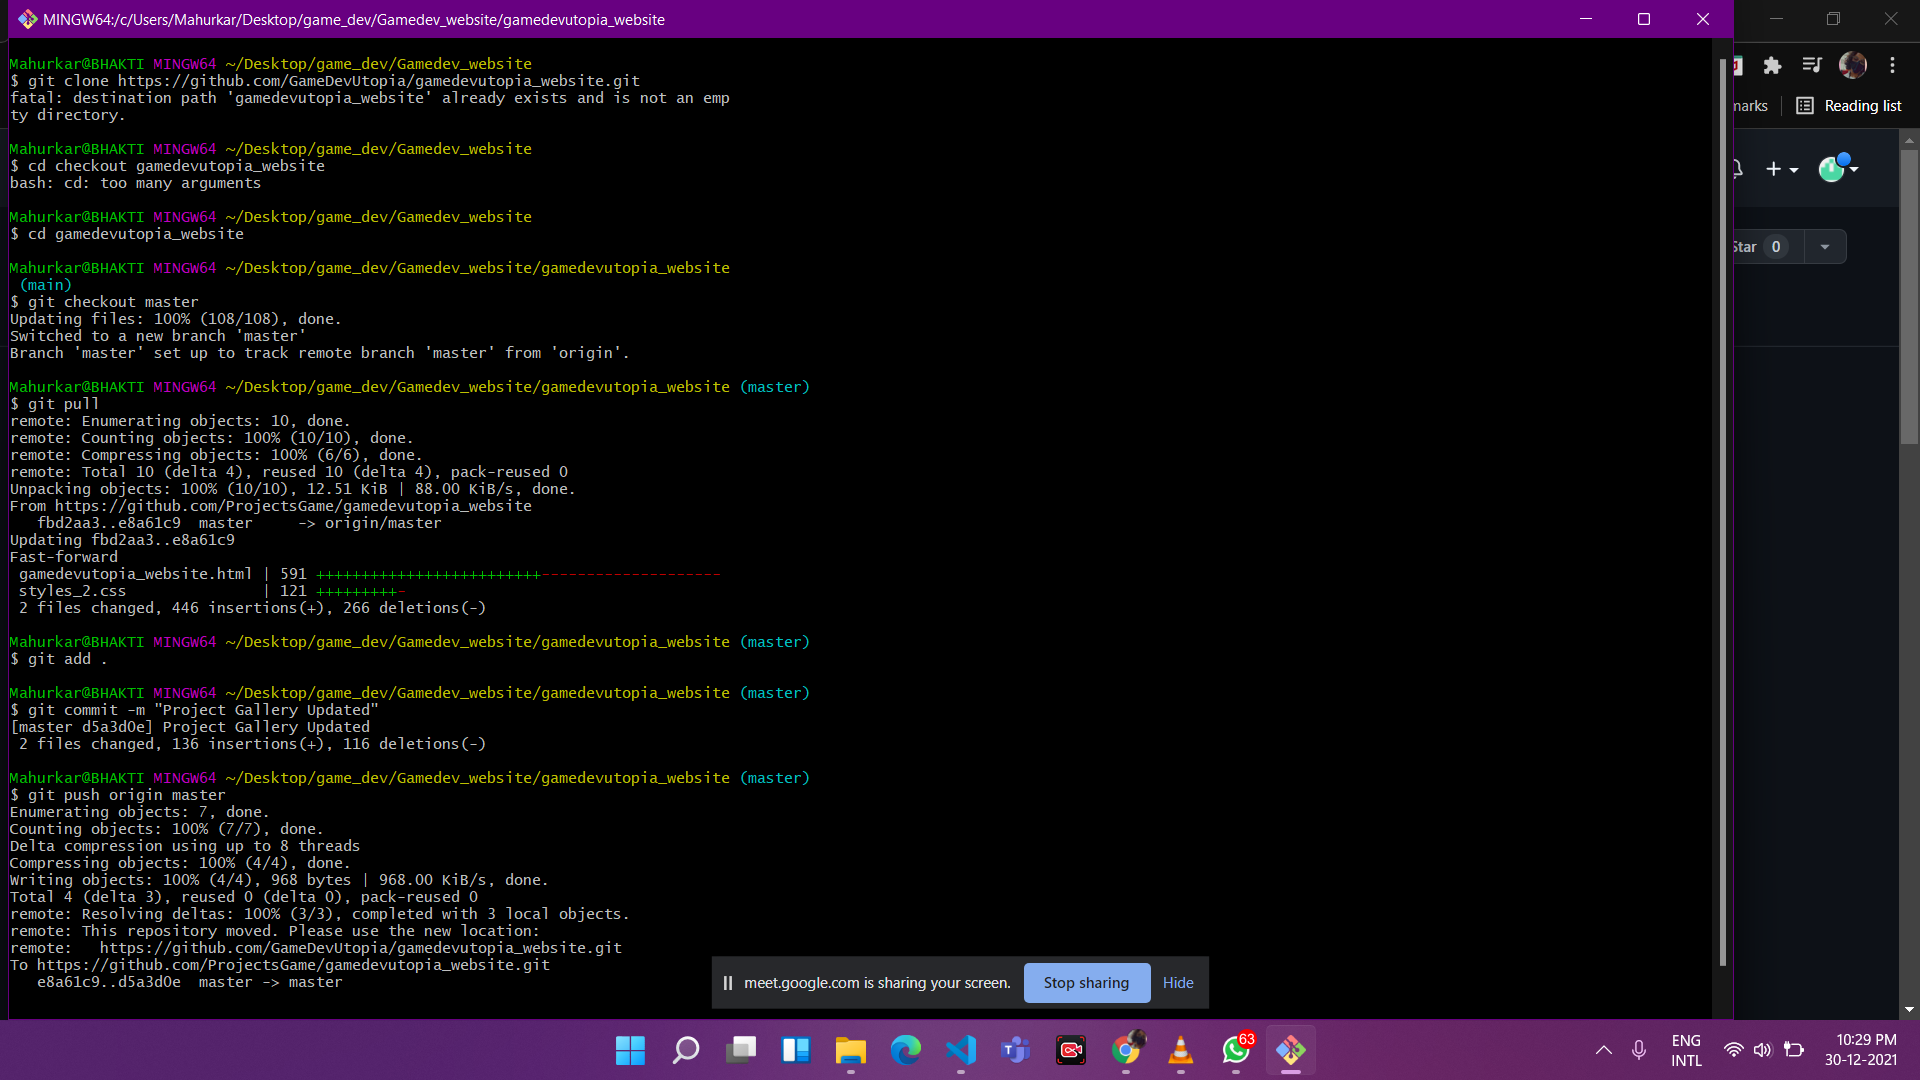 MINGW64:/c/Users/Mahurkar/Desktop/game_dev/Gamedev_website/gamedevutopia_website
Mahurkar@BHAKTI MINGW64 ~/Desktop/game_dev/Gamedev_website
$ git clone https://github.com/GameDevUtopia/gamedevutopia_website.git
fatal: destination path 'gamedevutopia_website' already exists and is not an emp
ty directory.
Mahurkar@BHAKTI MINGW64 ~/Desktop/game_dev/Gamedev_website
$ cd checkout gamedevutopia_website
bash: cd: too many arguments
Mahurkar@BHAKTI MINGW64 ~/Desktop/game_dev/Gamedev_website
$ cd gamedevutopia_website
Mahurkar@BHAKTI MINGW64 ~/Desktop/game_dev/Gamedev_website/gamedevutopia_website
(main)
$ git checkout master
Updating files: 100% (108/108), done.
Switched to a new branch 'master'
Branch 'master' set up to track remote branch 'master' from 'origin'.
Mahurkar@BHAKTI MINGW64 ~/Desktop/game_dev/Gamedev_website/gamedevutopia_website (master)
$ git pull
remote: Enumerating objects: 10, done.
remote: Counting objects: 100% (10/10), done.
remote: Compressing objects: 100% (6/6), done.
remote: Total 10 (delta 4), reused 10 (delta 4), pack-reused 0
Unpacking objects: 100% (10/10), 12.51 KiB | 88.00 KiB/s, done.
From https://github.com/ProjectsGame/gamedevutopia_website
fbd2aa3..e8a61c9  master     -> origin/master
Updating fbd2aa3..e8a61c9
Fast-forward
gamedevutopia_website.html | 591 +++++++++++++++++++++++++--------------------
styles_2.css               | 121 +++++++++-
2 files changed, 446 insertions(+), 266 deletions(-)
Mahurkar@BHAKTI MINGW64 ~/Desktop/game_dev/Gamedev_website/gamedevutopia_website (master)
$ git add .
Mahurkar@BHAKTI MINGW64 ~/Desktop/game_dev/Gamedev_website/gamedevutopia_website (master)
$ git commit -m "Project Gallery Updated"
[master d5a3d0e] Project Gallery Updated
2 files changed, 136 insertions(+), 116 deletions(-)
Mahurkar@BHAKTI MINGW64 ~/Desktop/game_dev/Gamedev_website/gamedevutopia_website (master)
$ git push origin master
Enumerating objects: 7, done.
Counting objects: 100% (7/7), done.
Delta compression using up to 8 threads
Compressing objects: 100% (4/4), done.
Writing objects: 100% (4/4), 968 bytes | 968.00 KiB/s, done.
Total 4 (delta 3), reused 0 (delta 0), pack-reused 0
remote: Resolving deltas: 100% (3/3), completed with 3 local objects.
remote: This repository moved. Please use the new location:
remote:   https://github.com/GameDevUtopia/gamedevutopia_website.git
To https://github.com/ProjectsGame/gamedevutopia_website.git
e8a61c9..d5a3d0e  master -> master
marks
Reading list
Star 0
meet.google.com is sharing your screen. Stop sharing Hide
63
ENG
INTL
10:29 PM
30-12-2021